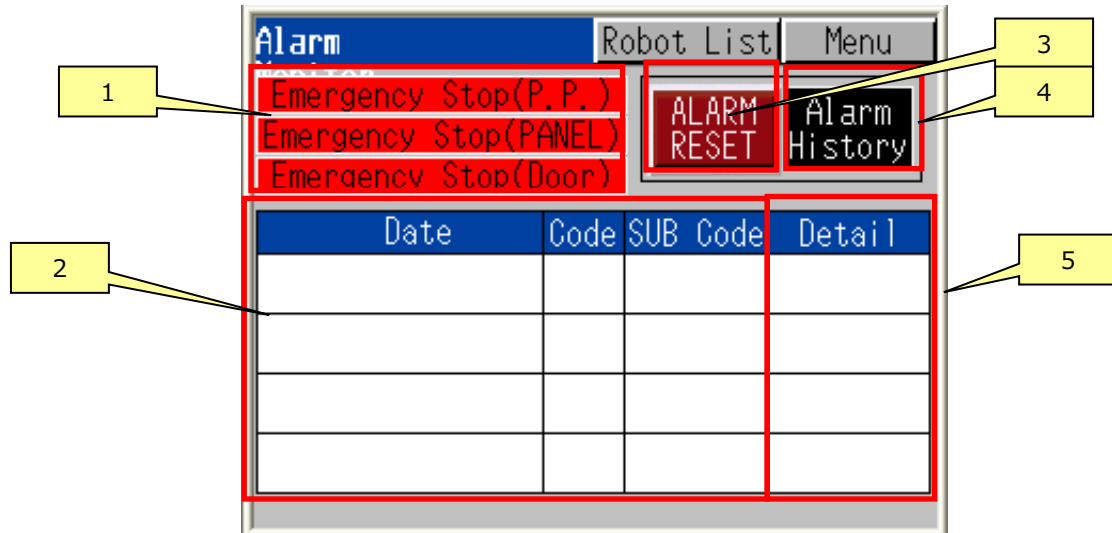 Alarm
Monitor
Robot List
Menu
1
Emergency Stop(P.P.)
Emergency Stop(PANEL)
Emergency Stop(Door)
ALARM
RESET
Alarm
History
3
4
2
Date Code SUB Code Detail
5